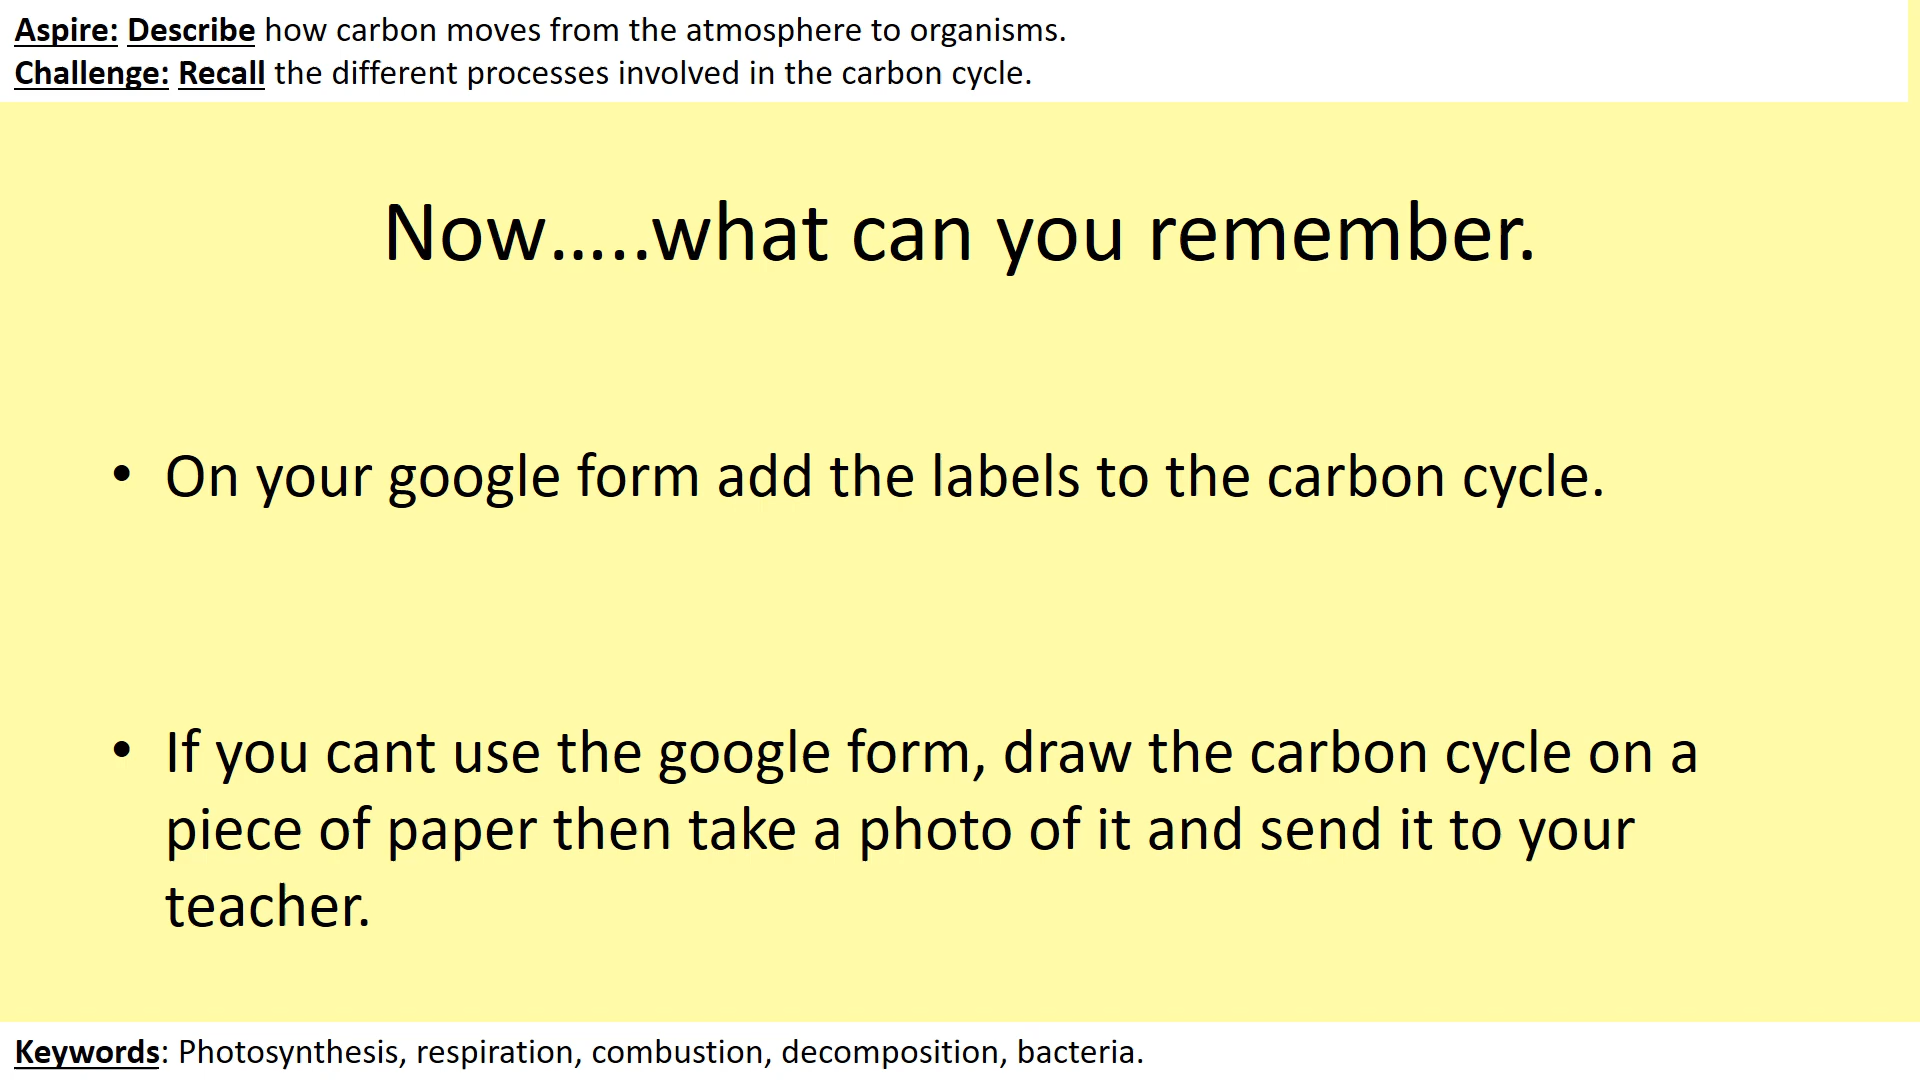 Aspire: Describe how carbon moves from the atmosphere to organisms.
Challenge: Recall the different processes involved in the carbon cycle.
Now.....what can you remember.
• On your google form add the labels to the carbon cycle.
• If you cant use the google form, draw the carbon cycle on a
piece of paper then take a photo of it and send it to your
teacher.
Keywords: Photosynthesis, respiration, combustion, decomposition, bacteria.